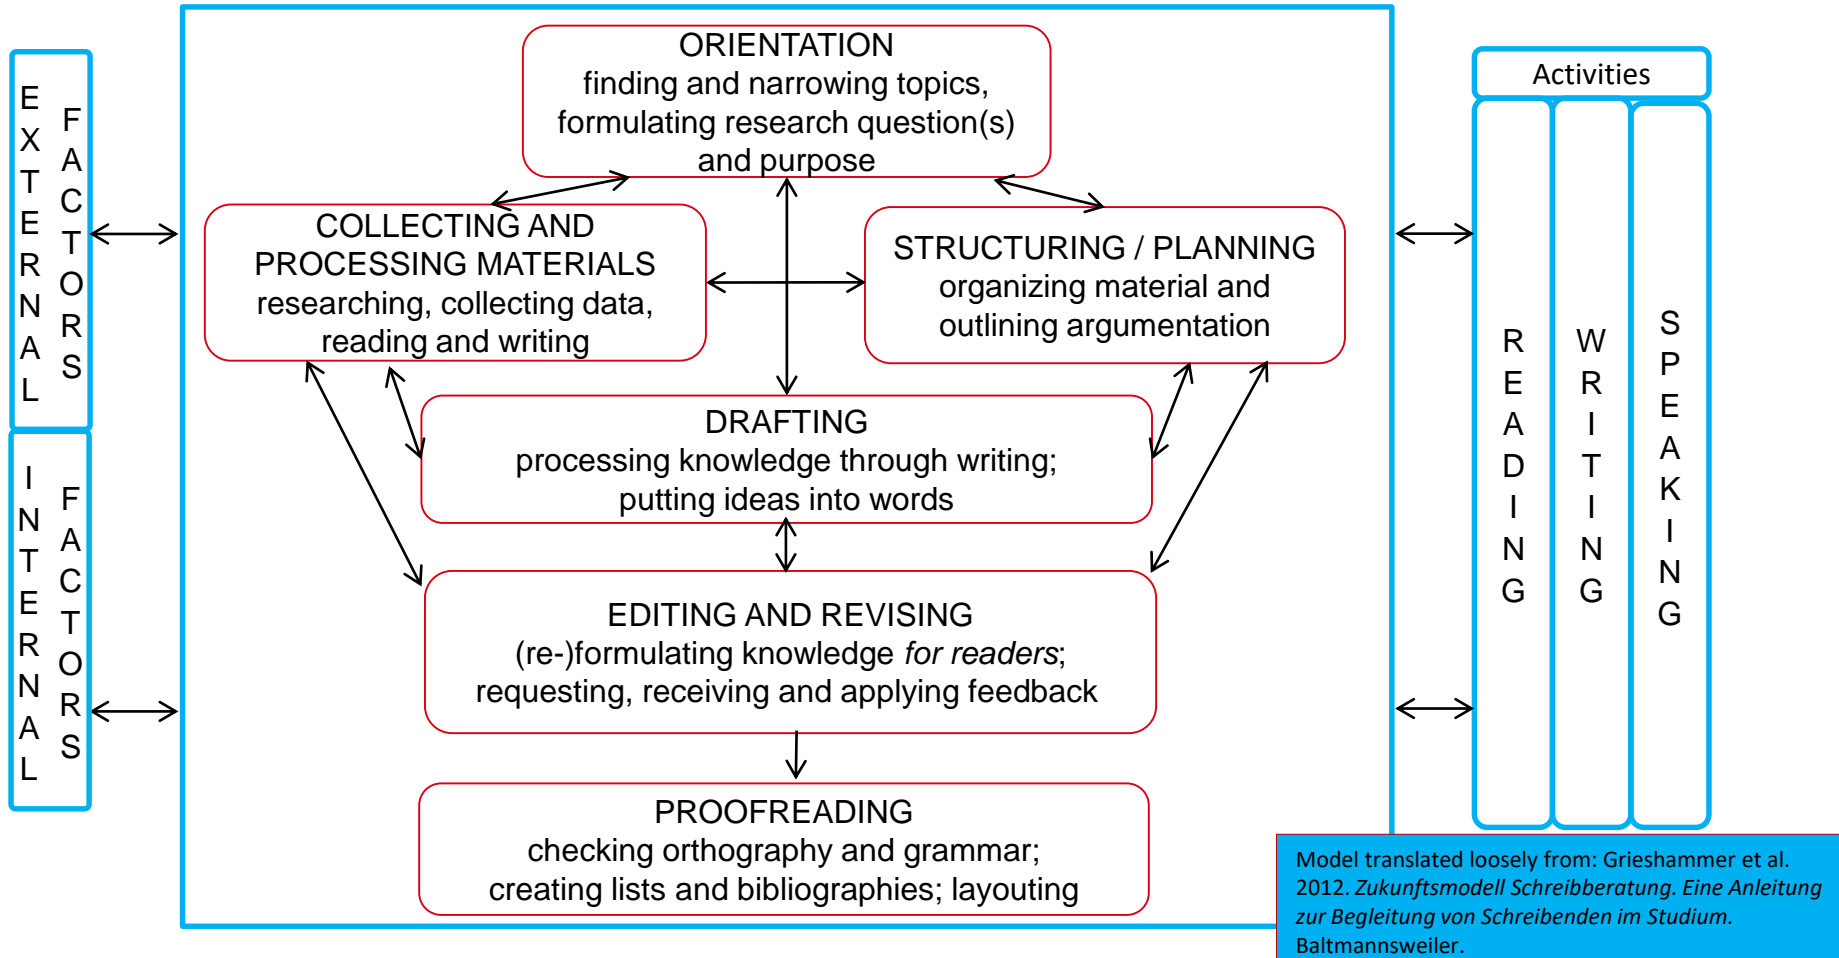 EXTERNAL
FACTORS
INTERNAL
FACTORS
ORIENTATION
finding and narrowing topics,
formulating research question(s)
and purpose
COLLECTING AND
PROCESSING MATERIALS
researching, collecting data,
reading and writing
STRUCTURING / PLANNING
organizing material and
outlining argumentation
DRAFTING
processing knowledge through writing;
putting ideas into words
EDITING AND REVISING
(re-)formulating knowledge for readers;
requesting, receiving and applying feedback
PROOFREADING
checking orthography and grammar;
creating lists and bibliographies; layouting
Activities
READING
WRITING
SPEAKING
Model translated loosely from: Grieshammer et al.
2012. Zukunftsmodell Schreibberatung. Eine Anleitung
zur Begleitung von Schreibenden im Studium.
Baltmannsweiler.